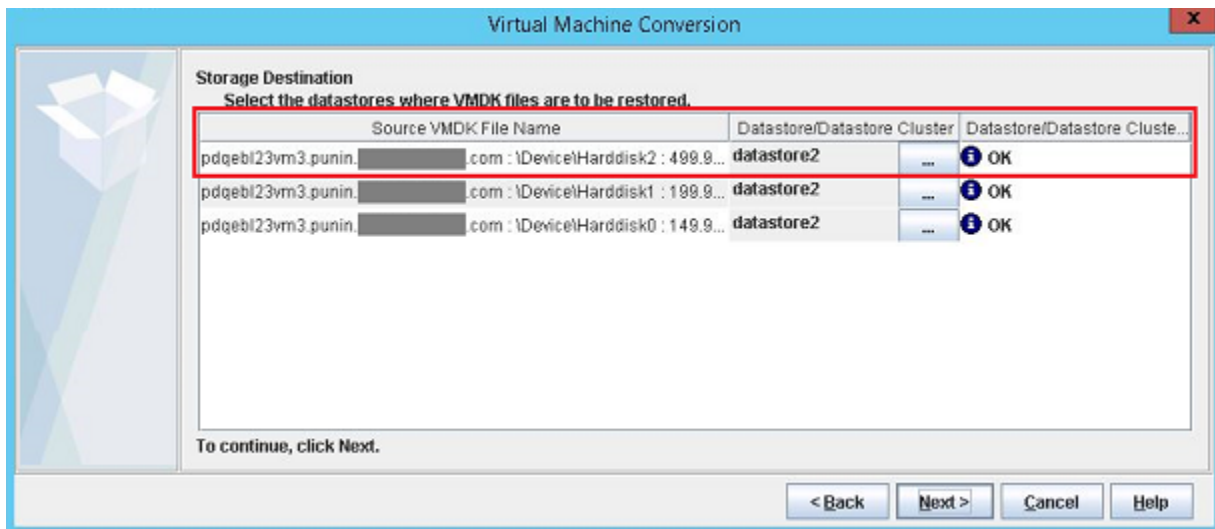 Virtual Machine Conversion
x
Storage Destination
Select the datastores where VMDK files are to be restored.
Source VMDK File Name Datastore/Datastore Cluster Datastore/Datastore Cluste...
pdqebl23vm3.punin. .com : \Device\Harddisk2 : 499.9... datastore2 ... OK
pdqebl23vm3.punin. .com : \Device\Harddisk1 : 199.9... datastore2 ... OK
pdqebl23vm3.punin. .com : \Device\Harddisk0 : 149.9... datastore2 ... OK
To continue, click Next.
< Back Next > Cancel Help